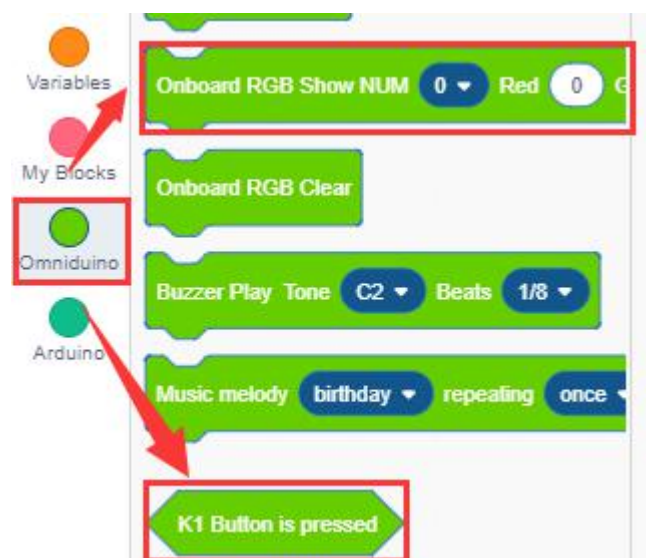 Variables
My Blocks
Omniduino
Arduino
Onboard RGB Show NUM 0 Red 0 G
Onboard RGB Clear
Buzzer Play Tone C2 Beats 1/8
Music melody birthday repeating once
K1 Button is pressed